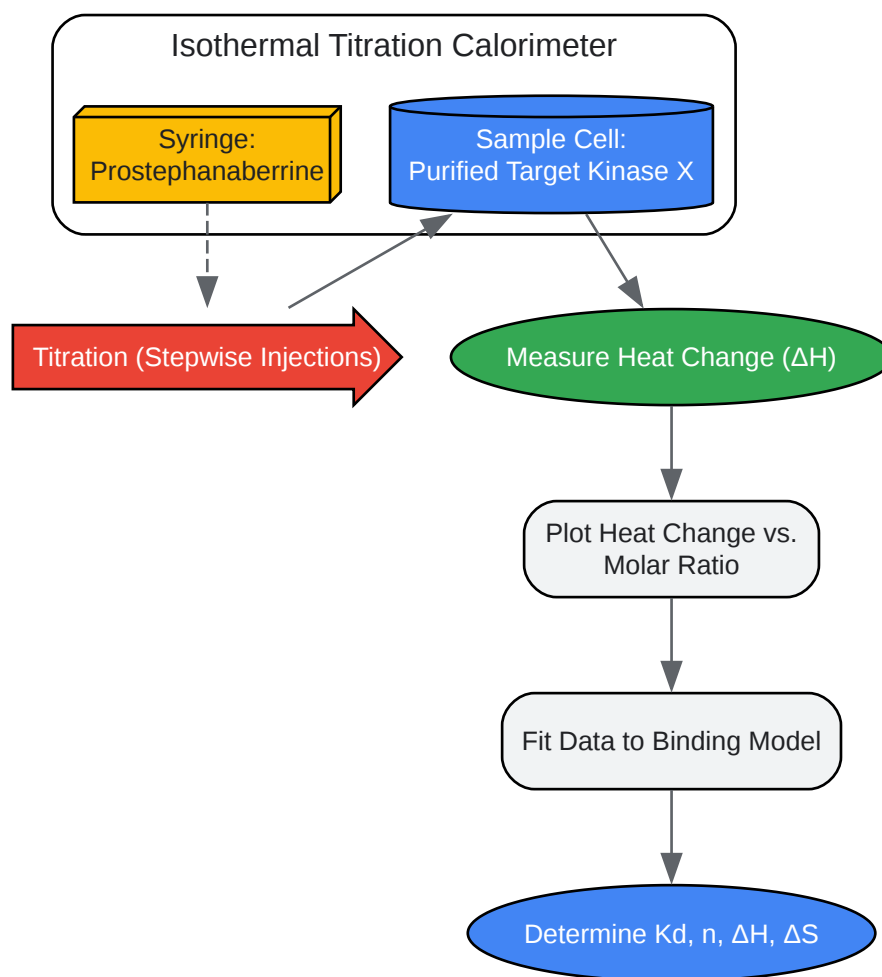 Isothermal Titration Calorimeter
Syringe:
Prostephanaberrine
Sample Cell:
Purified Target Kinase X
Titration (Stepwise Injections)
Measure Heat Change (ΔH)
Plot Heat Change vs.
Molar Ratio
Fit Data to Binding Model
Determine Kd, n, ΔH, ΔS